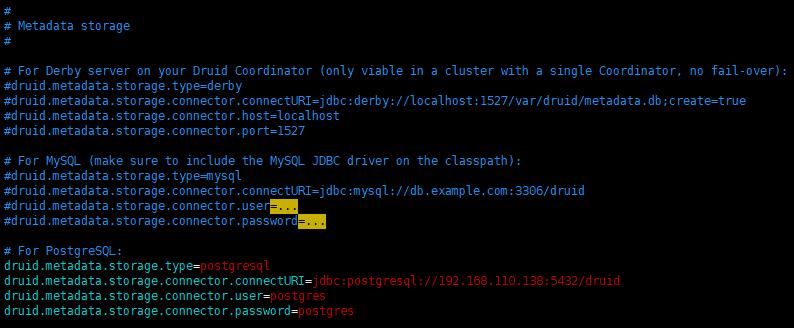 #
# Metadata storage
#
# For Derby server on your Druid Coordinator (only viable in a cluster with a single Coordinator, no fail-over):
#druid.metadata.storage.type=derby
#druid.metadata.storage.connector.connectURI=jdbc:derby://localhost:1527/var/druid/metadata.db;create=true
#druid.metadata.storage.connector.host=localhost
#druid.metadata.storage.connector.port=1527
# For MySQL (make sure to include the MySQL JDBC driver on the classpath):
#druid.metadata.storage.type=mysql
#druid.metadata.storage.connector.connectURI=jdbc:mysql://db.example.com:3306/druid
#druid.metadata.storage.connector.user=...
#druid.metadata.storage.connector.password=...
# For PostgreSQL:
druid.metadata.storage.type=postgresql
druid.metadata.storage.connector.connectURI=jdbc:postgresql://192.168.110.138:5432/druid
druid.metadata.storage.connector.user=postgres
druid.metadata.storage.connector.password=postgres